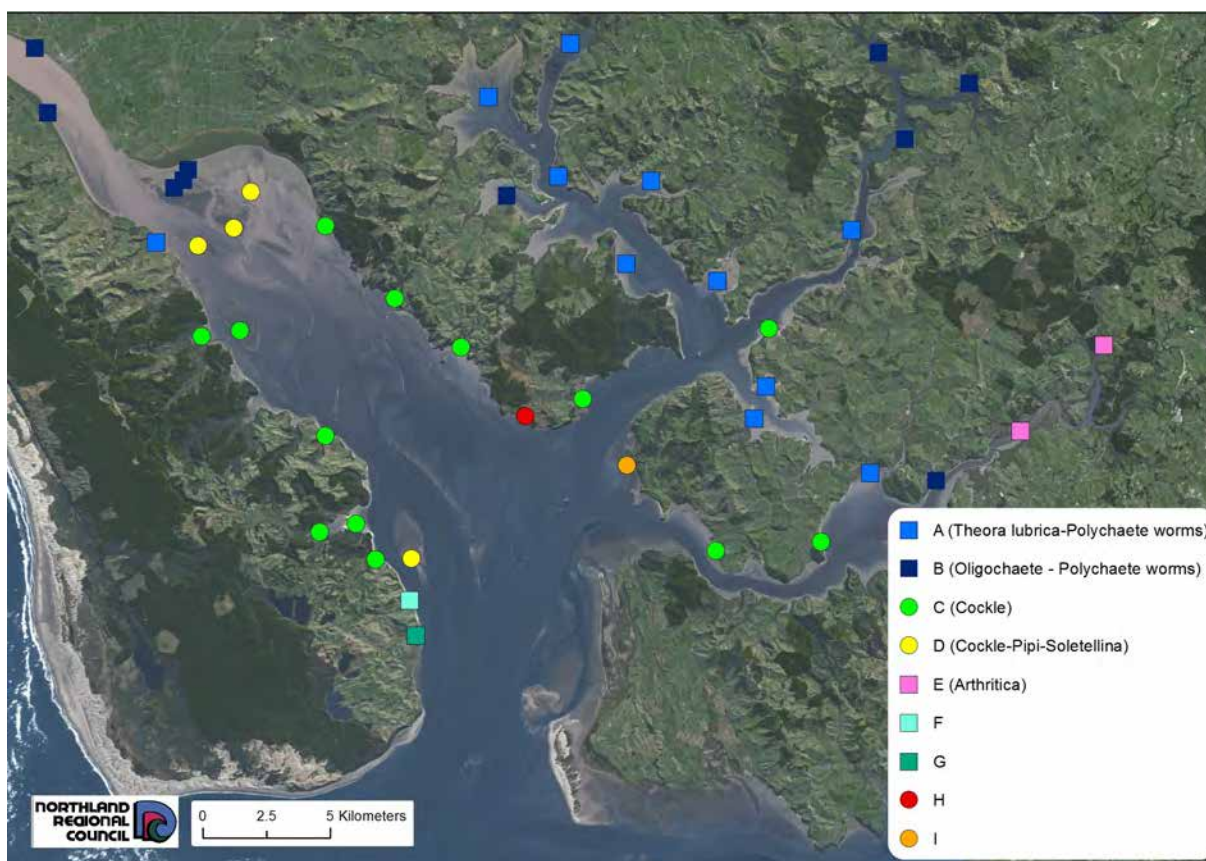 A (Theora lubrica-Polychaete worms)
B (Oligochaete - Polychaete worms)
C (Cockle)
D (Cockle-Pipi-Soletellina)
E (Arthritica)
F
G
H
I
NORTHLAND
REGIONAL
COUNCIL
0 2.5 5 Kilometers